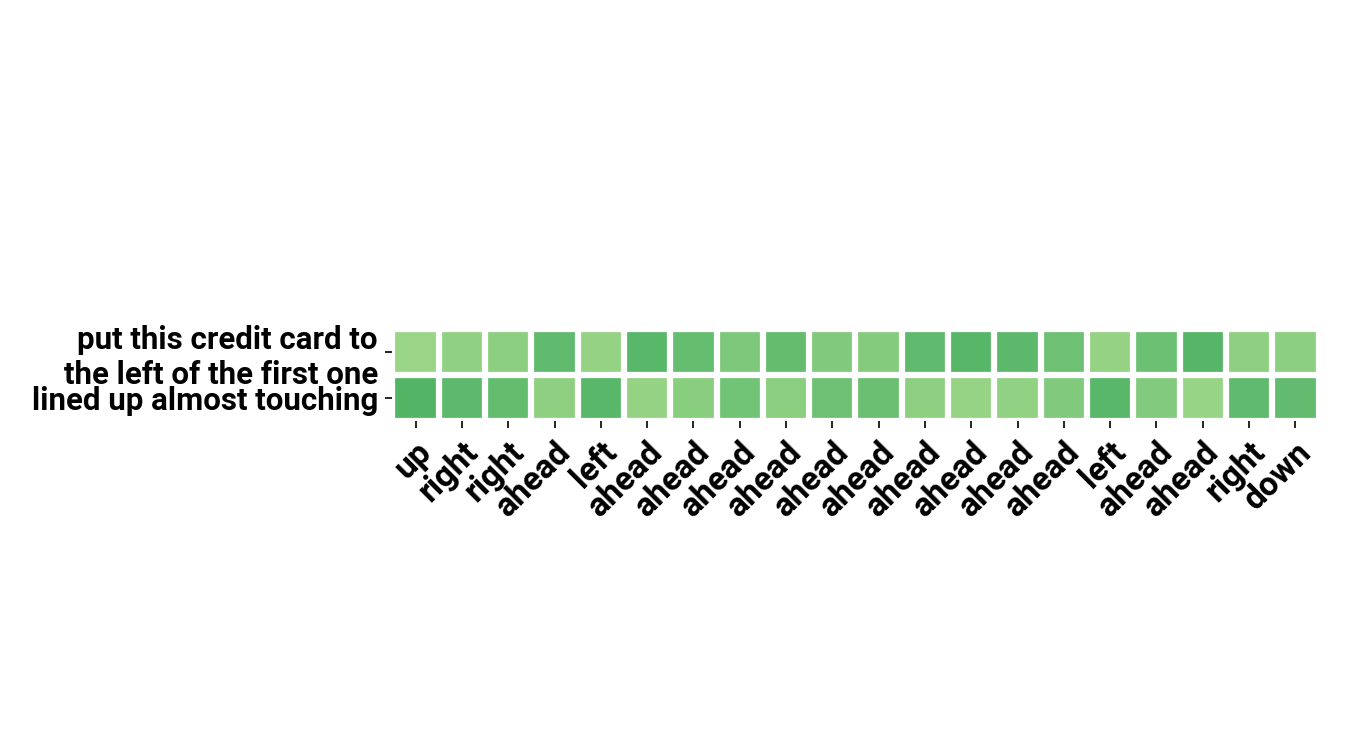 put this credit card to
the left of the first one
lined up almost touching
up
right
right
ahead
left
ahead
ahead
ahead
ahead
ahead
ahead
ahead
ahead
ahead
ahead
left
ahead
ahead
right
down